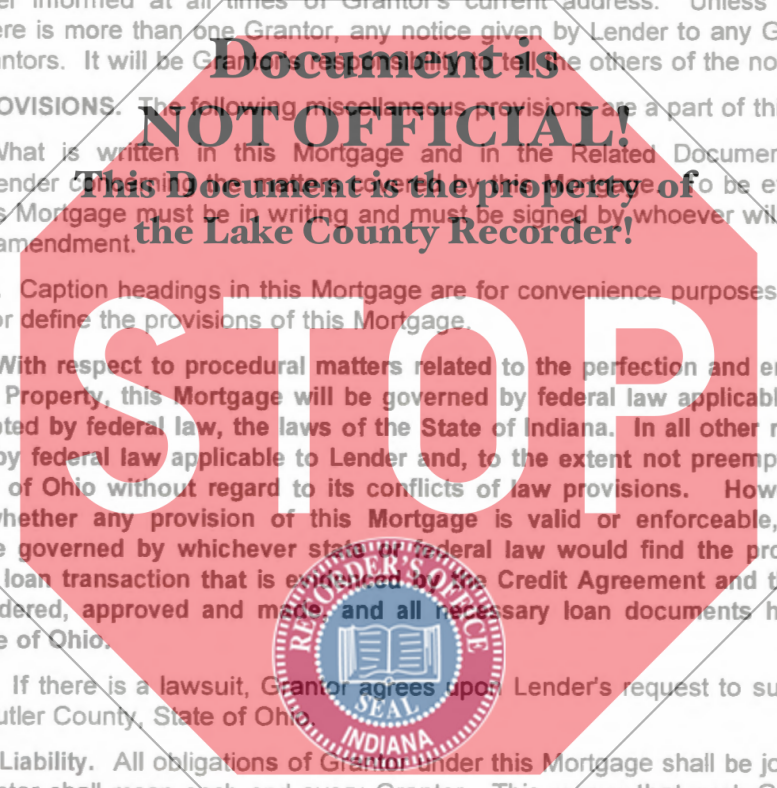 er informed at all times of Grantor's current address. Unless
ere is more than one Grantor, any notice given by Lender to any G
Document is
antors. It will be Grantor's responsibility to tell the others of the no
OVISIONS. The following miscellaneous provisions are a part of th
NOT OFFICIAL!
What is written in this Mortgage and in the Related Documen
This Document is the property of
ender concerning the matters covered by this Mortgage. To be e
s Mortgage must be in writing and must be signed by whoever wil
the Lake County Recorder!
amendment.
. Caption headings in this Mortgage are for convenience purposes
or define the provisions of this Mortgage.
STOP
With respect to procedural matters related to the perfection and e
Property, this Mortgage will be governed by federal law applicabl
pted by federal law, the laws of the State of Indiana. In all other
by federal law applicable to Lender and, to the extent not preemp
of Ohio without regard to its conflicts of law provisions. How
whether any provision of this Mortgage is valid or enforceable,
e governed by whichever state or federal law would find the pro
loan transaction that is evidenced by the Credit Agreement and t
dered, approved and made, and all necessary loan documents h
e of Ohio.
RECORDER'S OFFICE
SEAL
INDIANA
If there is a lawsuit, Grantor agrees upon Lender's request to su
utler County, State of Ohio.
Liability. All obligations of Grantor under this Mortgage shall be jo